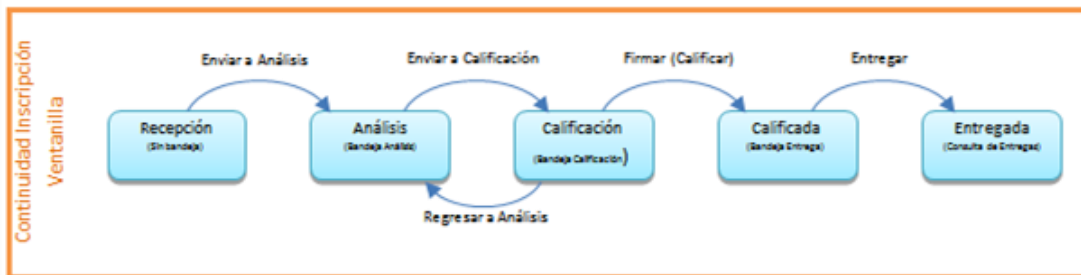 Continuidad Inscripción
Ventanilla
Enviar a Análisis
Enviar a Calificación
Firmar (Calificar)
Entregar
Recepción
(Sin bandeja)
Análisis
(Bandeja Análisis)
Calificación
(Bandeja Calificación)
Calificada
(Bandeja Entrega)
Entregada
(Consulta de Entregas)
Regresar a Análisis